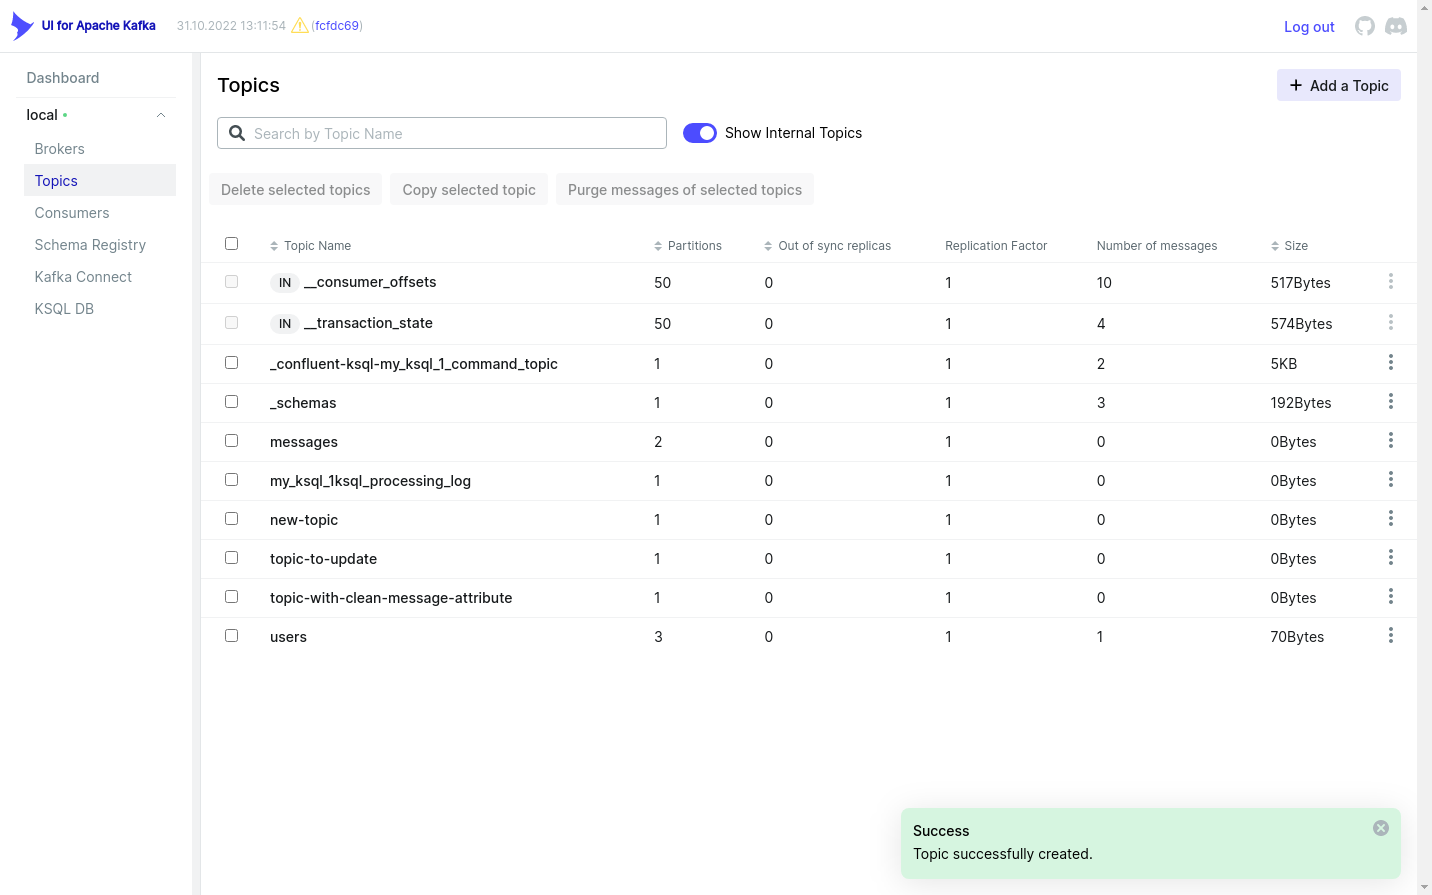 UI for Apache Kafka 31.10.2022 13:11:54 (fcfdc69) Log out
Dashboard
local
Brokers
Topics
Consumers
Schema Registry
Kafka Connect
KSQL DB
Topics
Add a Topic
Search by Topic Name
Show Internal Topics
Delete selected topics Copy selected topic Purge messages of selected topics
Topic Name Partitions Out of sync replicas Replication Factor Number of messages Size
IN __consumer_offsets 50 0 1 10 517Bytes
IN __transaction_state 50 0 1 4 574Bytes
_confluent-ksql-my_ksql_1_command_topic 1 0 1 2 5KB
_schemas 1 0 1 3 192Bytes
messages 2 0 1 0 0Bytes
my_ksql_1ksql_processing_log 1 0 1 0 0Bytes
new-topic 1 0 1 0 0Bytes
topic-to-update 1 0 1 0 0Bytes
topic-with-clean-message-attribute 1 0 1 0 0Bytes
users 3 0 1 1 70Bytes
Success
Topic successfully created.